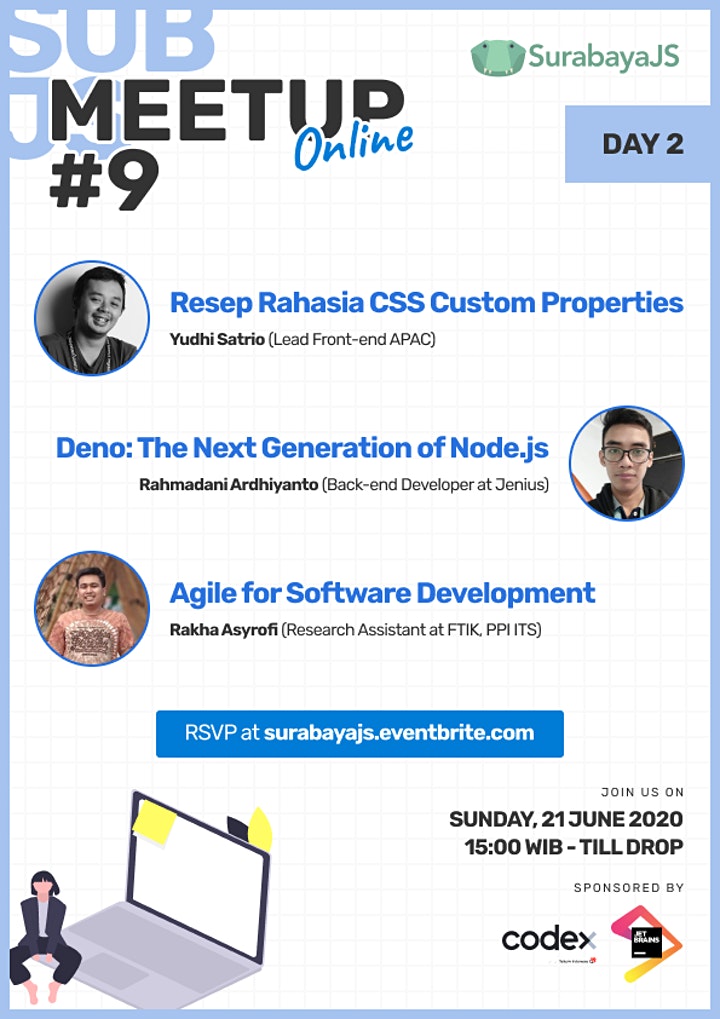 SUB
JS
MEETUP
Online
#9
SurabayaJS
DAY 2
Resep Rahasia CSS Custom Properties
Yudhi Satrio (Lead Front-end APAC)
Deno: The Next Generation of Node.js
Rahmadani Ardhiyanto (Back-end Developer at Jenius)
Agile for Software Development
Rakha Asyrofi (Research Assistant at FTIK, PPI ITS)
RSVP at surabayajs.eventbrite.com
JOIN US ON
SUNDAY, 21 JUNE 2020
15:00 WIB - TILL DROP
SPONSORED BY
codex
Telkom Indonesia
JET
BRAINS